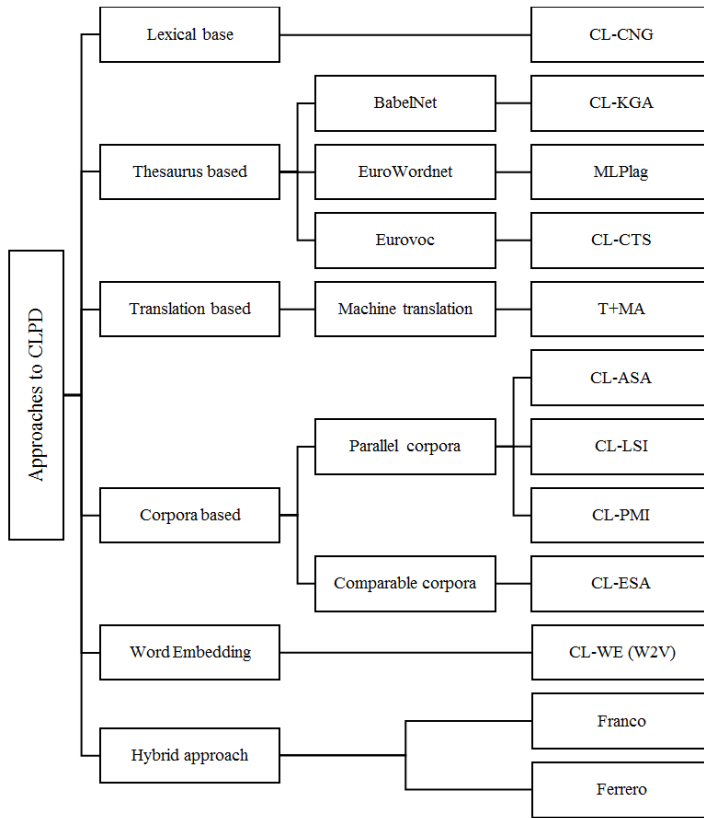 Approaches to CLPD
Lexical base
CL-CNG
Thesaurus based
BabelNet
CL-KGA
EuroWordnet
MLPlag
Eurovoc
CL-CTS
Translation based
Machine translation
T+MA
Corpora based
Parallel corpora
CL-ASA
CL-LSI
CL-PMI
Comparable corpora
CL-ESA
Word Embedding
CL-WE (W2V)
Hybrid approach
Franco
Ferrero